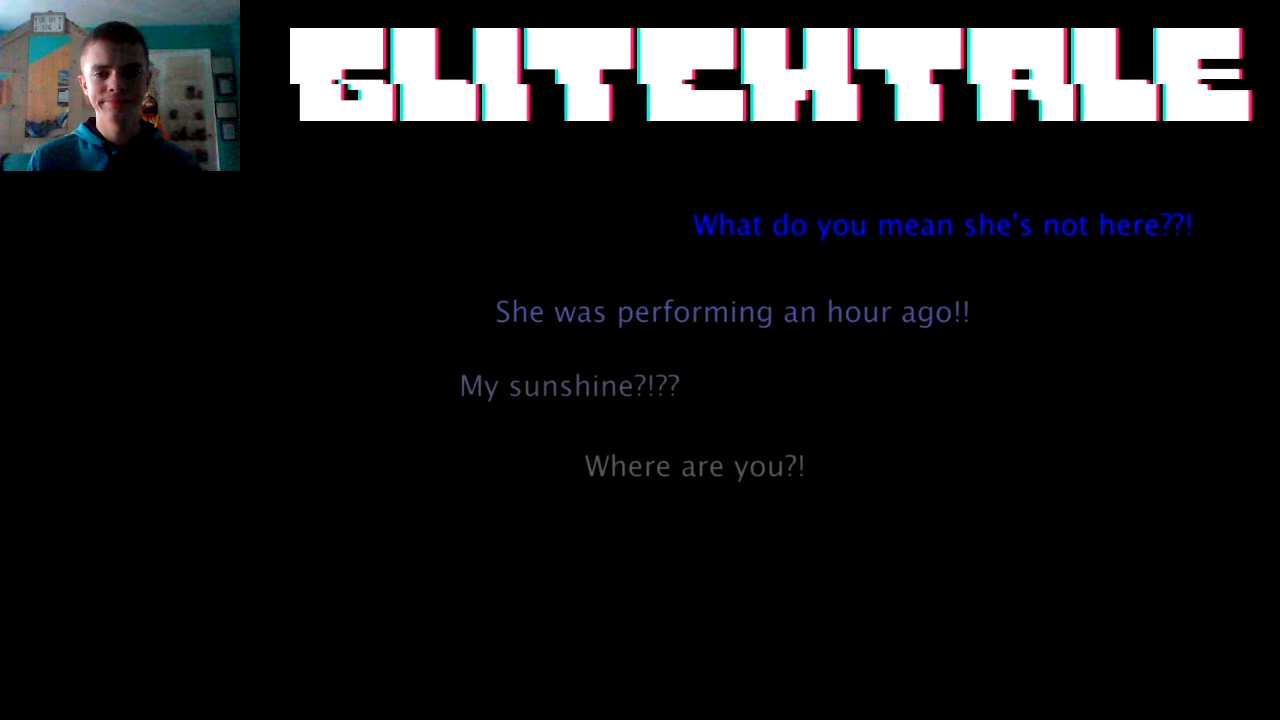 GLITCHTALE
What do you mean she's not here??!
She was performing an hour ago!!
My sunshine?!??
Where are you?!